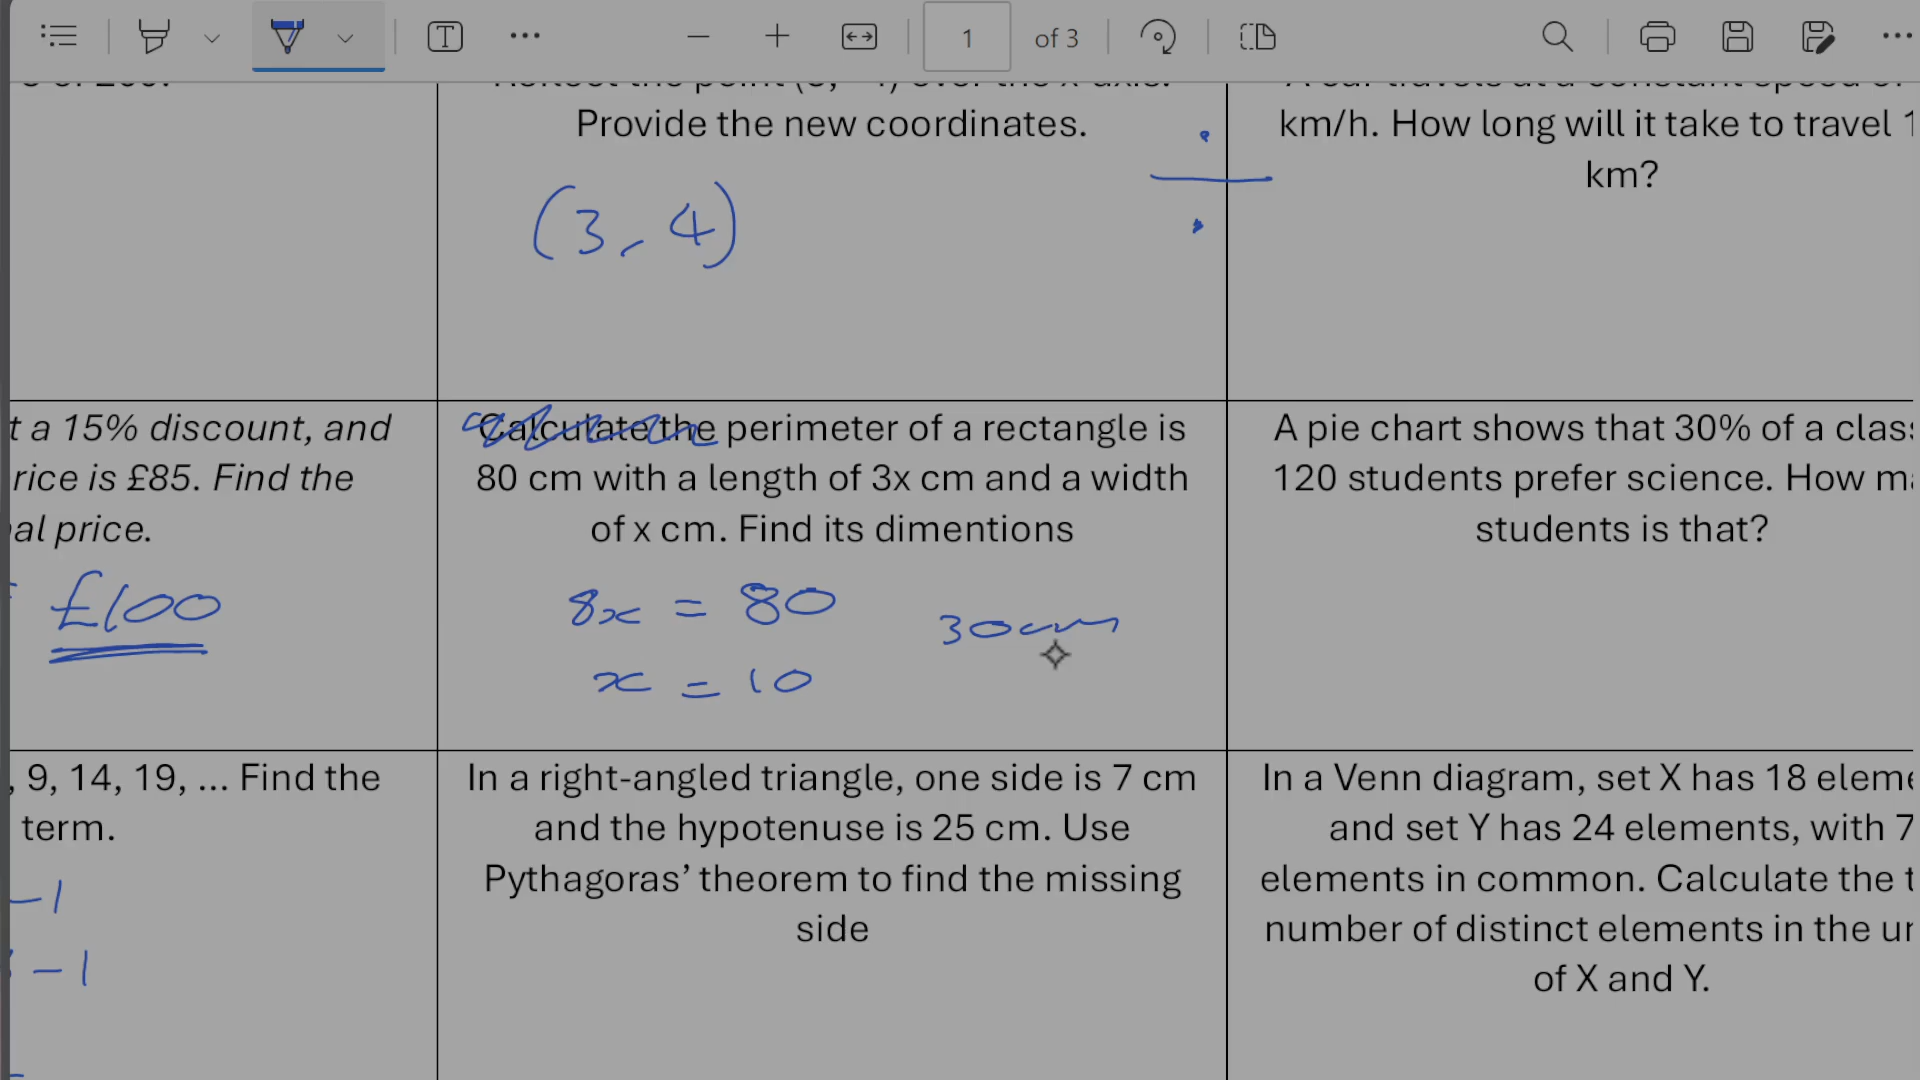 1 of 3
Provide the new coordinates.
(3, 4)
km/h. How long will it take to travel 1
km?
t a 15% discount, and
rice is £85. Find the
al price.
£100
Calculate the perimeter of a rectangle is
80 cm with a length of 3x cm and a width
of x cm. Find its dimentions
8x = 80
30cm
x = 10
A pie chart shows that 30% of a clas
120 students prefer science. How m
students is that?
, 9, 14, 19, ... Find the
term.
-1
-1
In a right-angled triangle, one side is 7 cm
and the hypotenuse is 25 cm. Use
Pythagoras’ theorem to find the missing
side
In a Venn diagram, set X has 18 eleme
and set Y has 24 elements, with 7
elements in common. Calculate the t
number of distinct elements in the u
of X and Y.